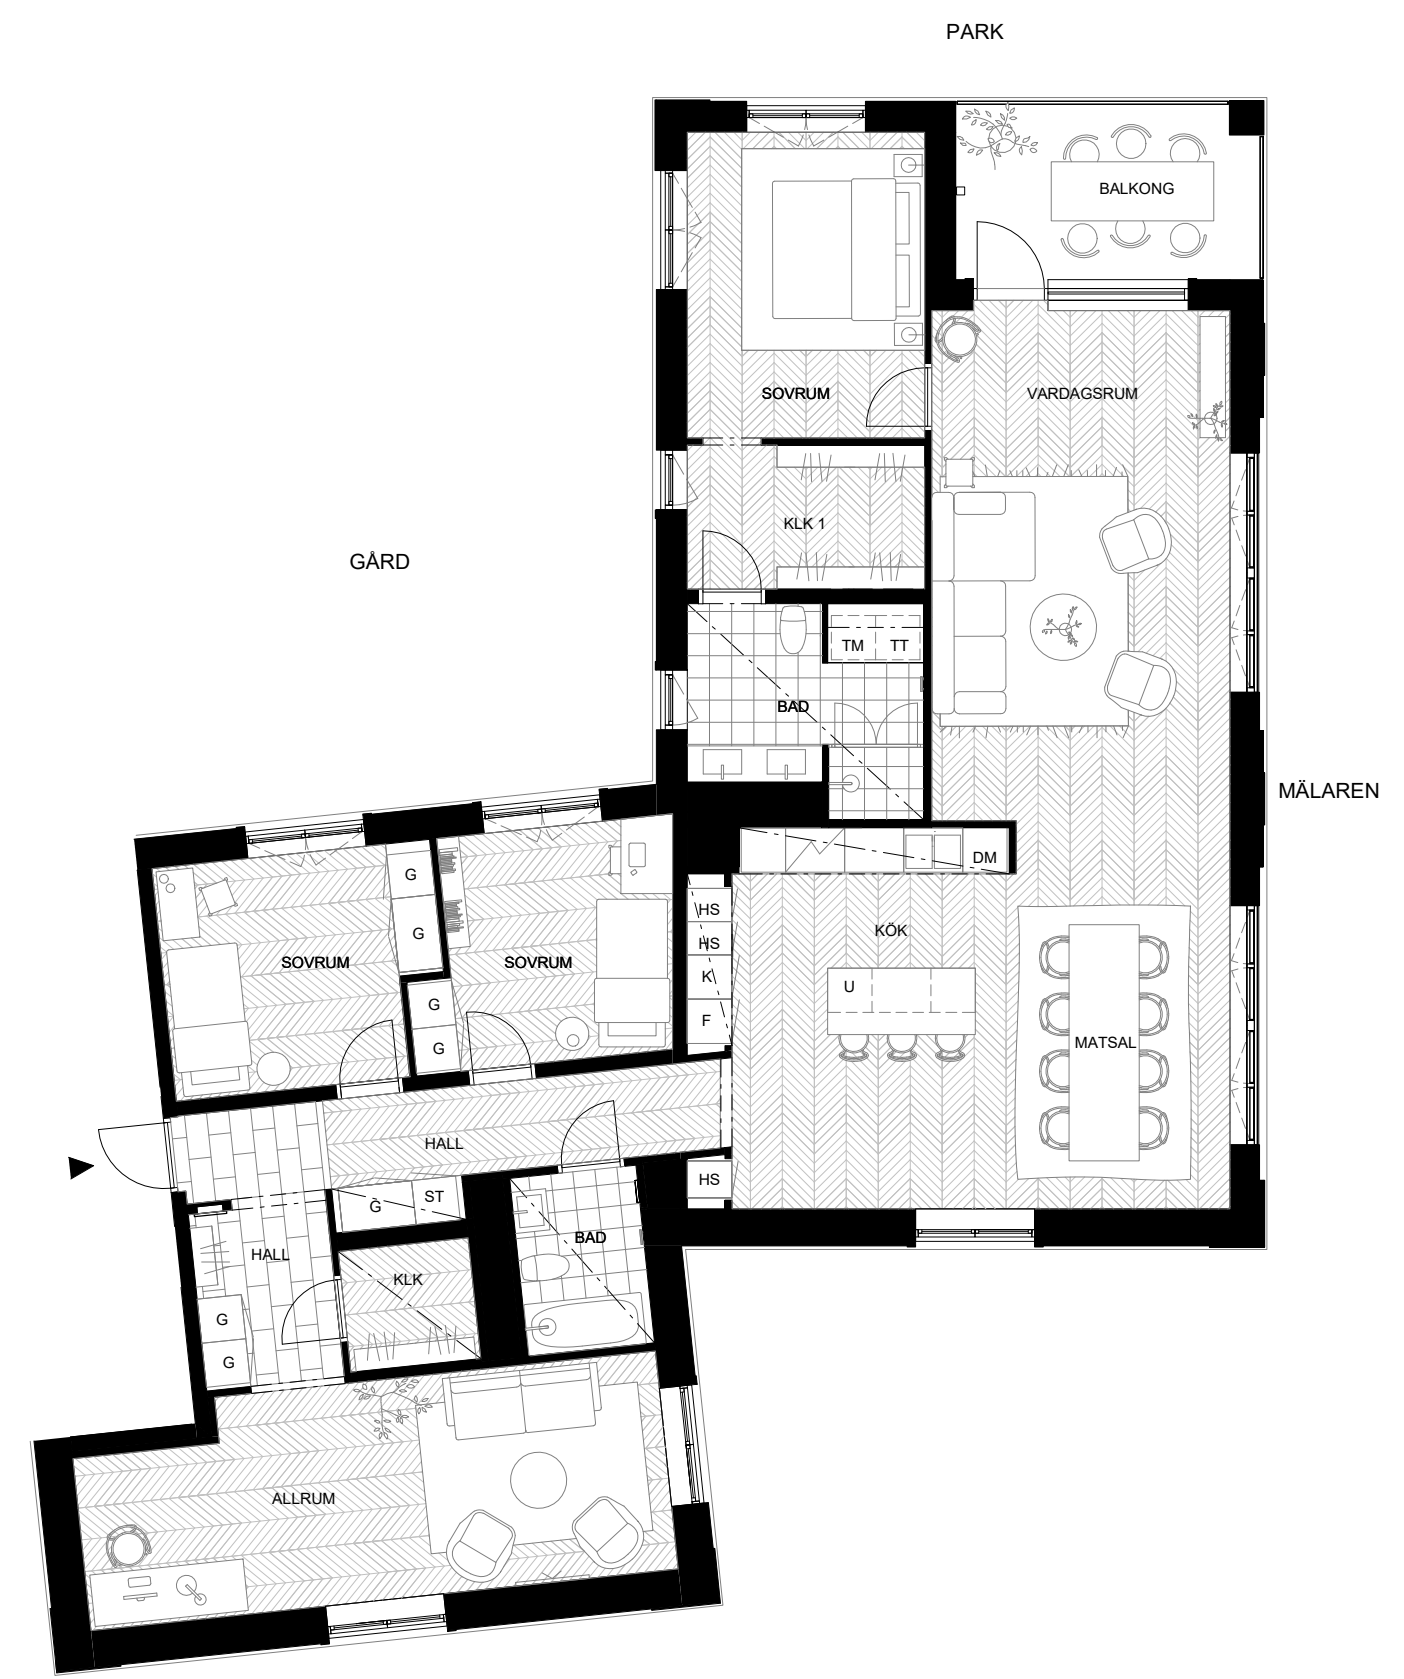 PARK
BALKONG
SOVRUM
VARDAGSRUM
KLK 1
GÅRD
TM
TT
BAD
MÄLAREN
DM
G
HS
G
KÖK
HS
SOVRUM
SOVRUM
K
U
G
F
MATSAL
G
HALL
HS
G
ST
BAD
HALL
KLK
G
G
ALLRUM